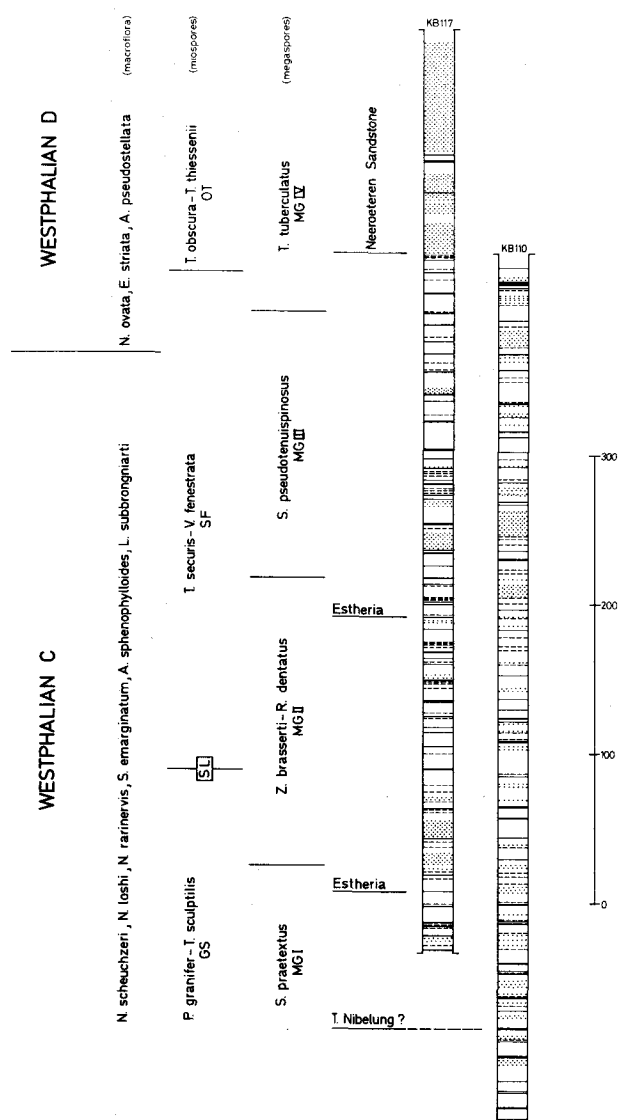 WESTPHALIAN D
WESTPHALIAN C
(macroflora)
N. ovata, E. striata, A. pseudostellata
N. scheuchzeri, N. loshi, N. rarinervis, S. emarginatum, A. sphenophylloides, L. subbrongniarti
(miospores)
T. obscura - T. thiessenii
OT
T. securis - V. fenestrata
SF
SL
P. granifer - T. sculptilis
GS
(megaspores)
T. tuberculatus
MG IV
S. pseudotenuispinosus
MG III
Z. brasserti - R. dentatus
MG II
S. praetextus
MG I
Neeroeteren Sandstone
Estheria
Estheria
T. Nibelung ?
KB117
KB110
300
200
100
0